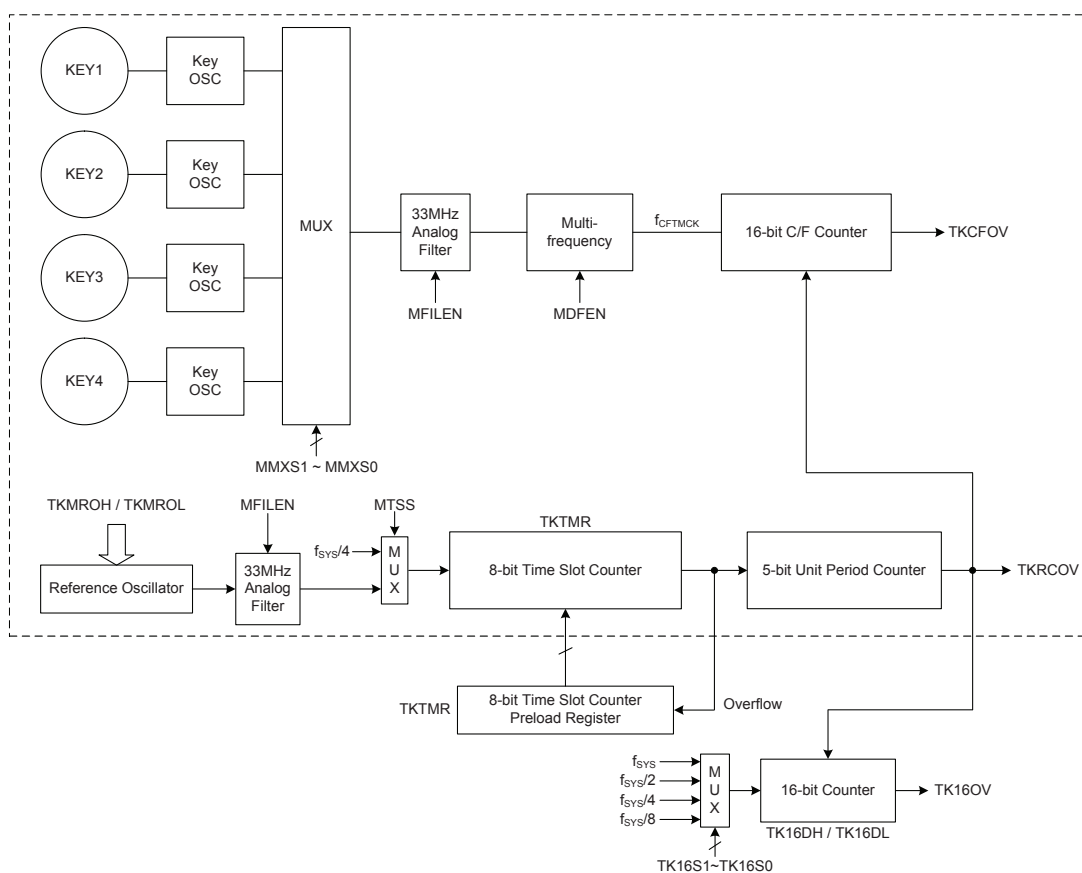 KEY1
Key
OSC
KEY2
Key
OSC
KEY3
Key
OSC
KEY4
Key
OSC
MUX
MMXS1 ~ MMXS0
33MHz
Analog
Filter
MFILEN
Multi-
frequency
MDFEN
fCFTMCK
16-bit C/F Counter
TKCFOV
TKMROH / TKMROL
Reference Oscillator
MFILEN
33MHz
Analog
Filter
MTSS
fSYS/4
M
U
X
TKTMR
8-bit Time Slot Counter
5-bit Unit Period Counter
TKRCOV
TKTMR
8-bit Time Slot Counter
Preload Register
Overflow
fSYS
fSYS/2
fSYS/4
fSYS/8
M
U
X
TK16S1~TK16S0
16-bit Counter
TK16DH / TK16DL
TK16OV